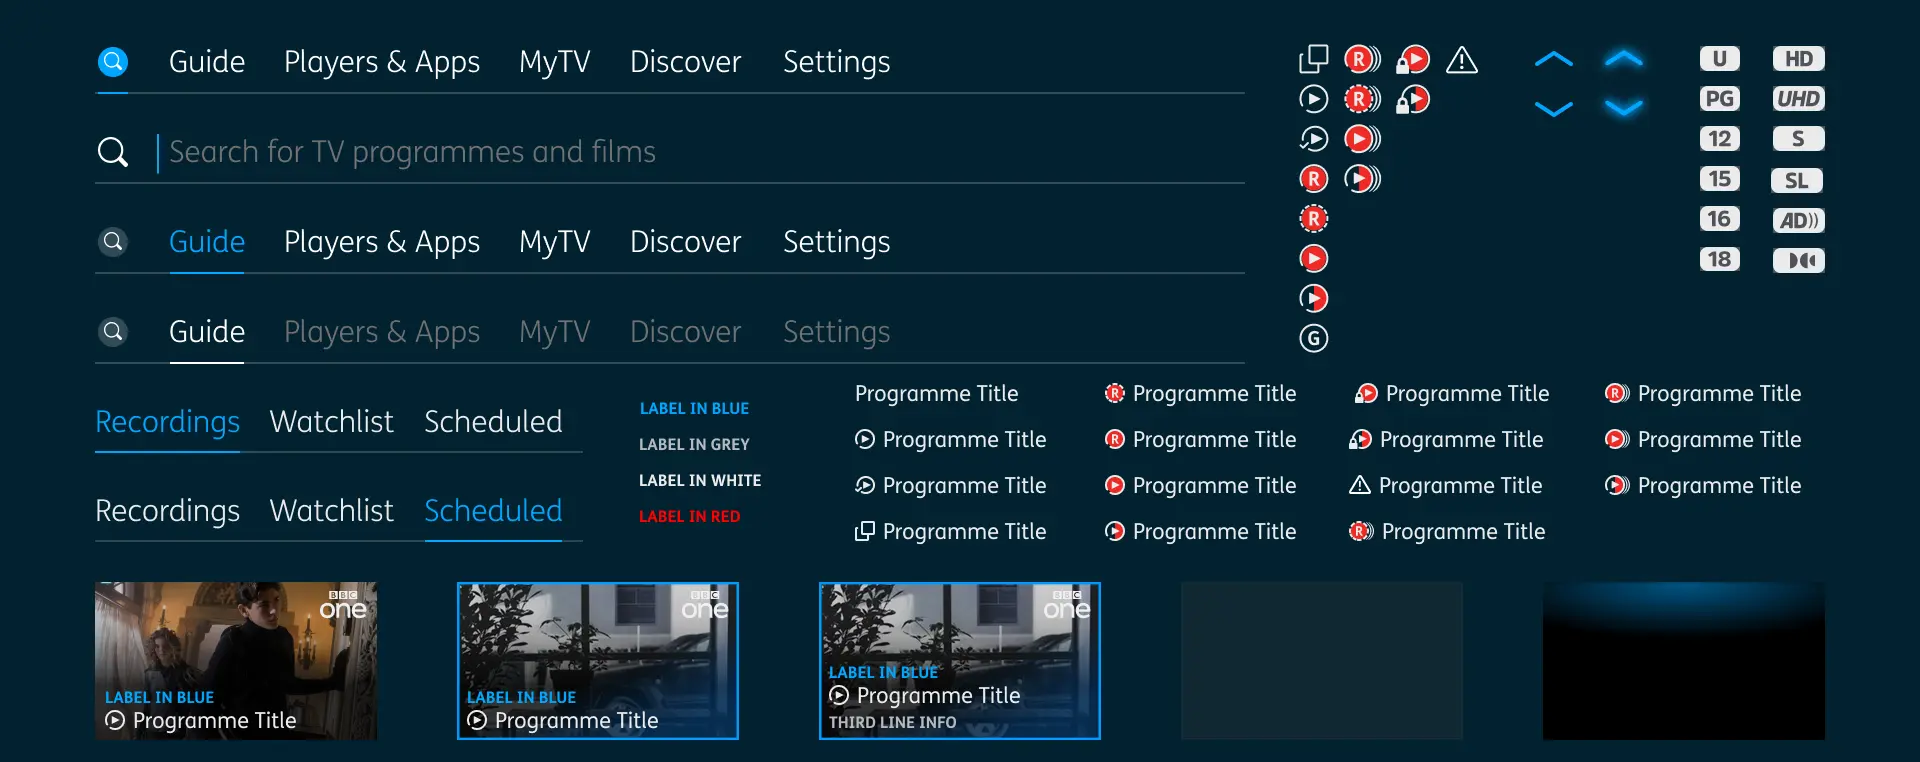 Guide Players & Apps MyTV Discover Settings
Search for TV programmes and films
Guide Players & Apps MyTV Discover Settings
Guide Players & Apps MyTV Discover Settings
Recordings Watchlist Scheduled
Recordings Watchlist Scheduled
LABEL IN BLUE
LABEL IN GREY
LABEL IN WHITE
LABEL IN RED
R
R
R
R
G
U HD
PG UHD
12 S
15 SL
16 AD))
18
Programme Title R Programme Title Programme Title R Programme Title
Programme Title R Programme Title Programme Title Programme Title
Programme Title Programme Title Programme Title Programme Title
Programme Title Programme Title R Programme Title
BBC
one
LABEL IN BLUE
Programme Title
BBC
one
LABEL IN BLUE
Programme Title
BBC
one
LABEL IN BLUE
Programme Title
THIRD LINE INFO